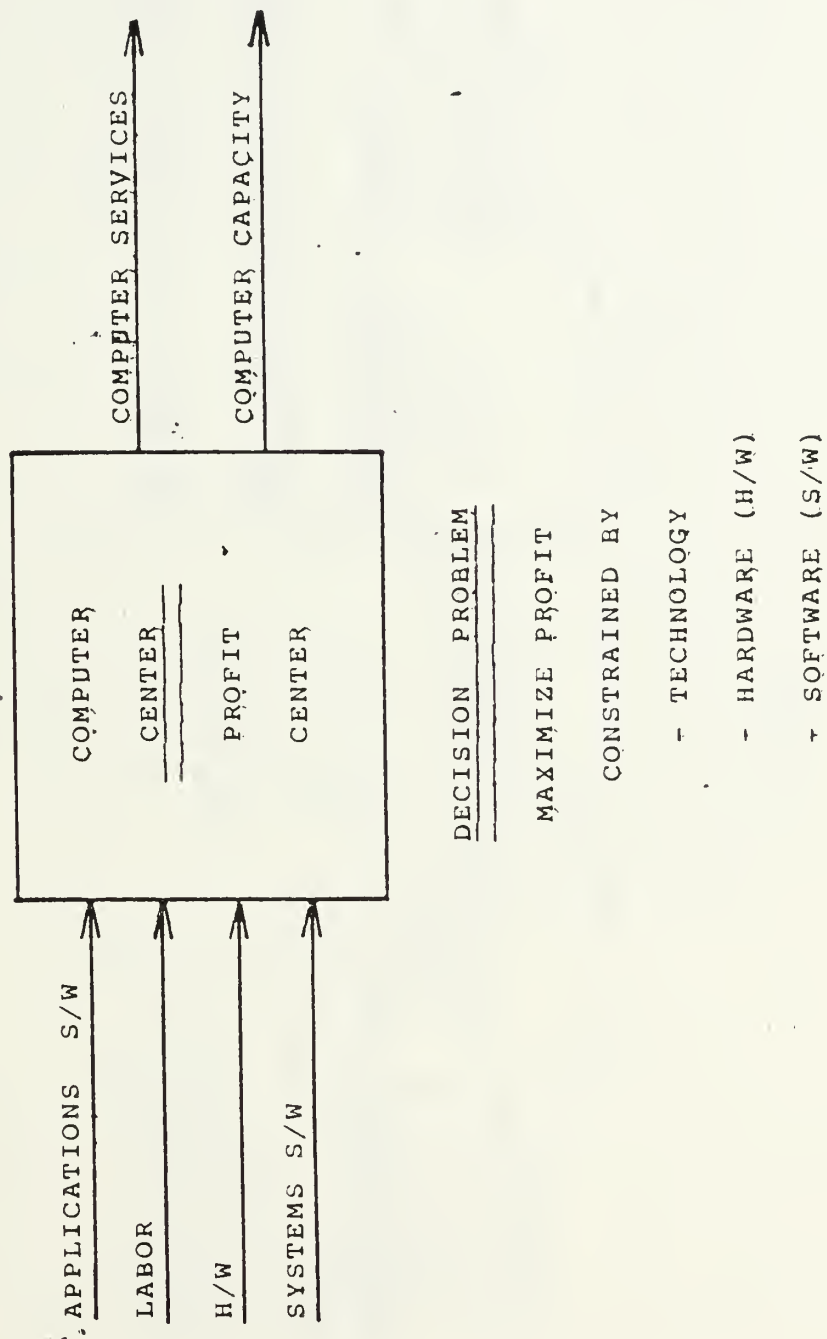 APPLICATIONS S/W
LABOR
H/W
SYSTEMS S/W
COMPUTER
CENTER
PROFIT
CENTER
COMPUTER SERVICES
COMPUTER CAPACITY
DECISION PROBLEM
MAXIMIZE PROFIT
CONSTRAINED BY
- TECHNOLOGY
- HARDWARE (H/W)
- SOFTWARE (S/W)